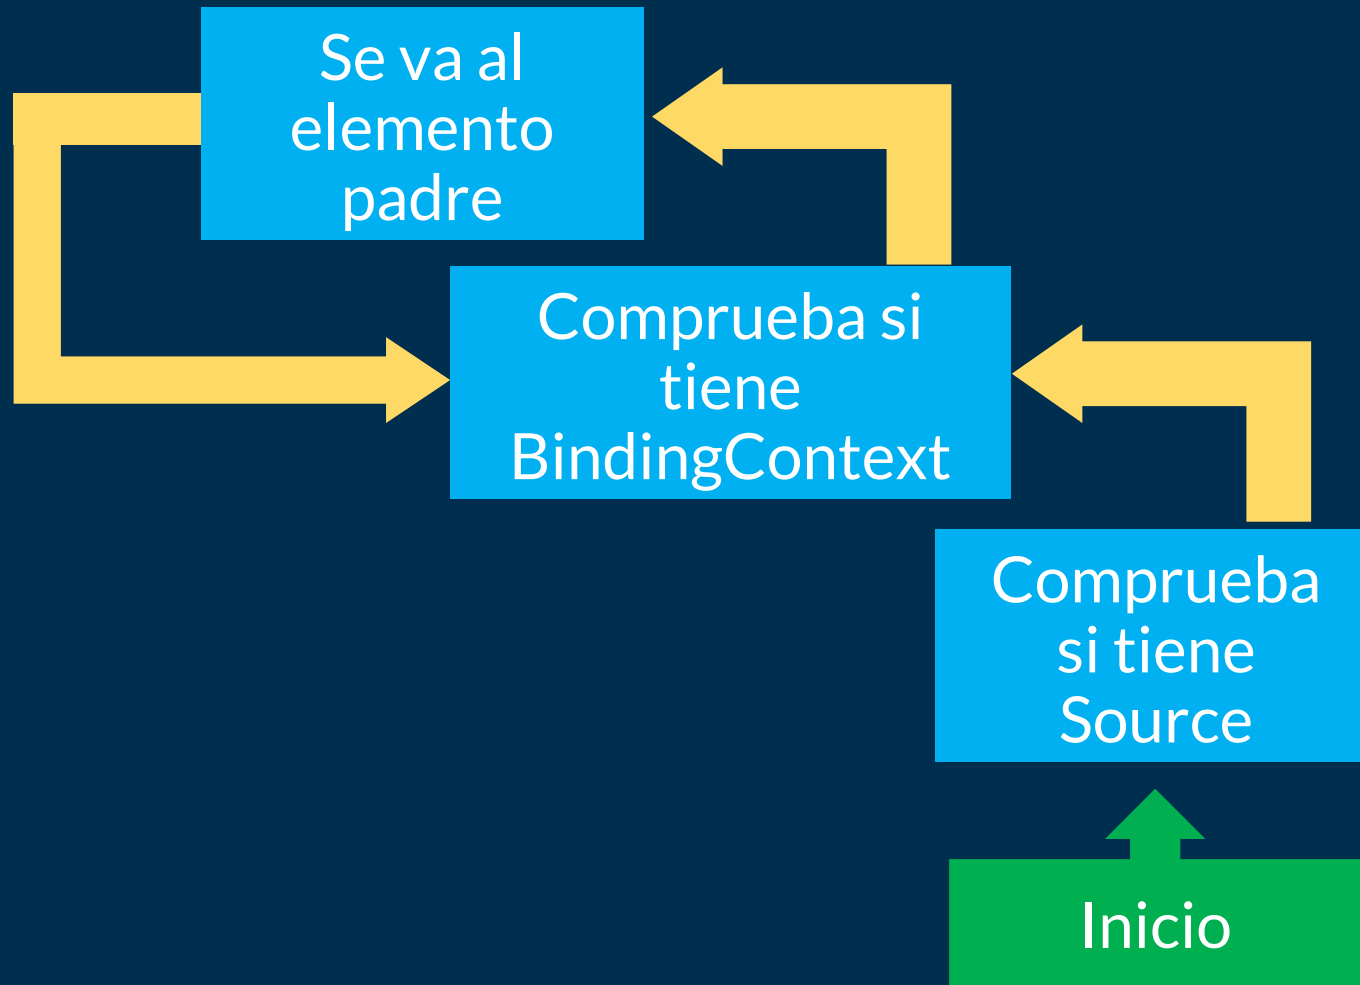 Se va al
elemento
padre
Comprueba si
tiene
BindingContext
Comprueba
si tiene
Source
Inicio